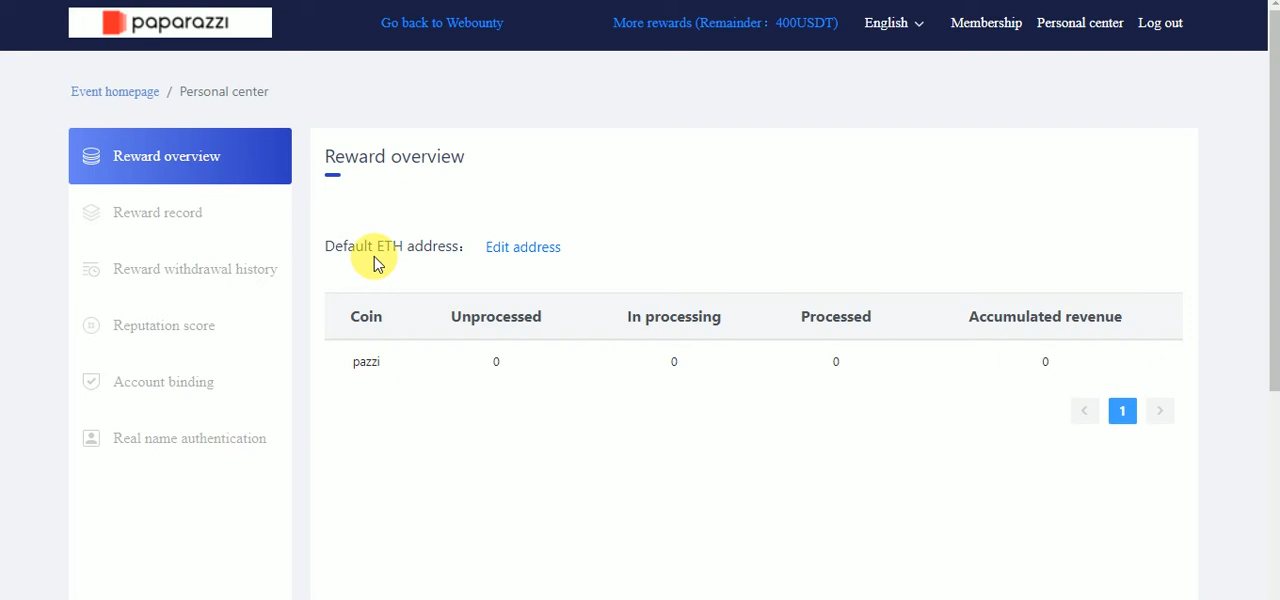 paparazzi
Go back to Webounty
More rewards (Remainder： 400USDT)
English
Membership
Personal center
Log out
Event homepage / Personal center
Reward overview
Reward record
Reward withdrawal history
Reputation score
Account binding
Real name authentication
Reward overview
Default ETH address： Edit address
Coin Unprocessed In processing Processed Accumulated revenue
pazzi 0 0 0 0
< 1 >